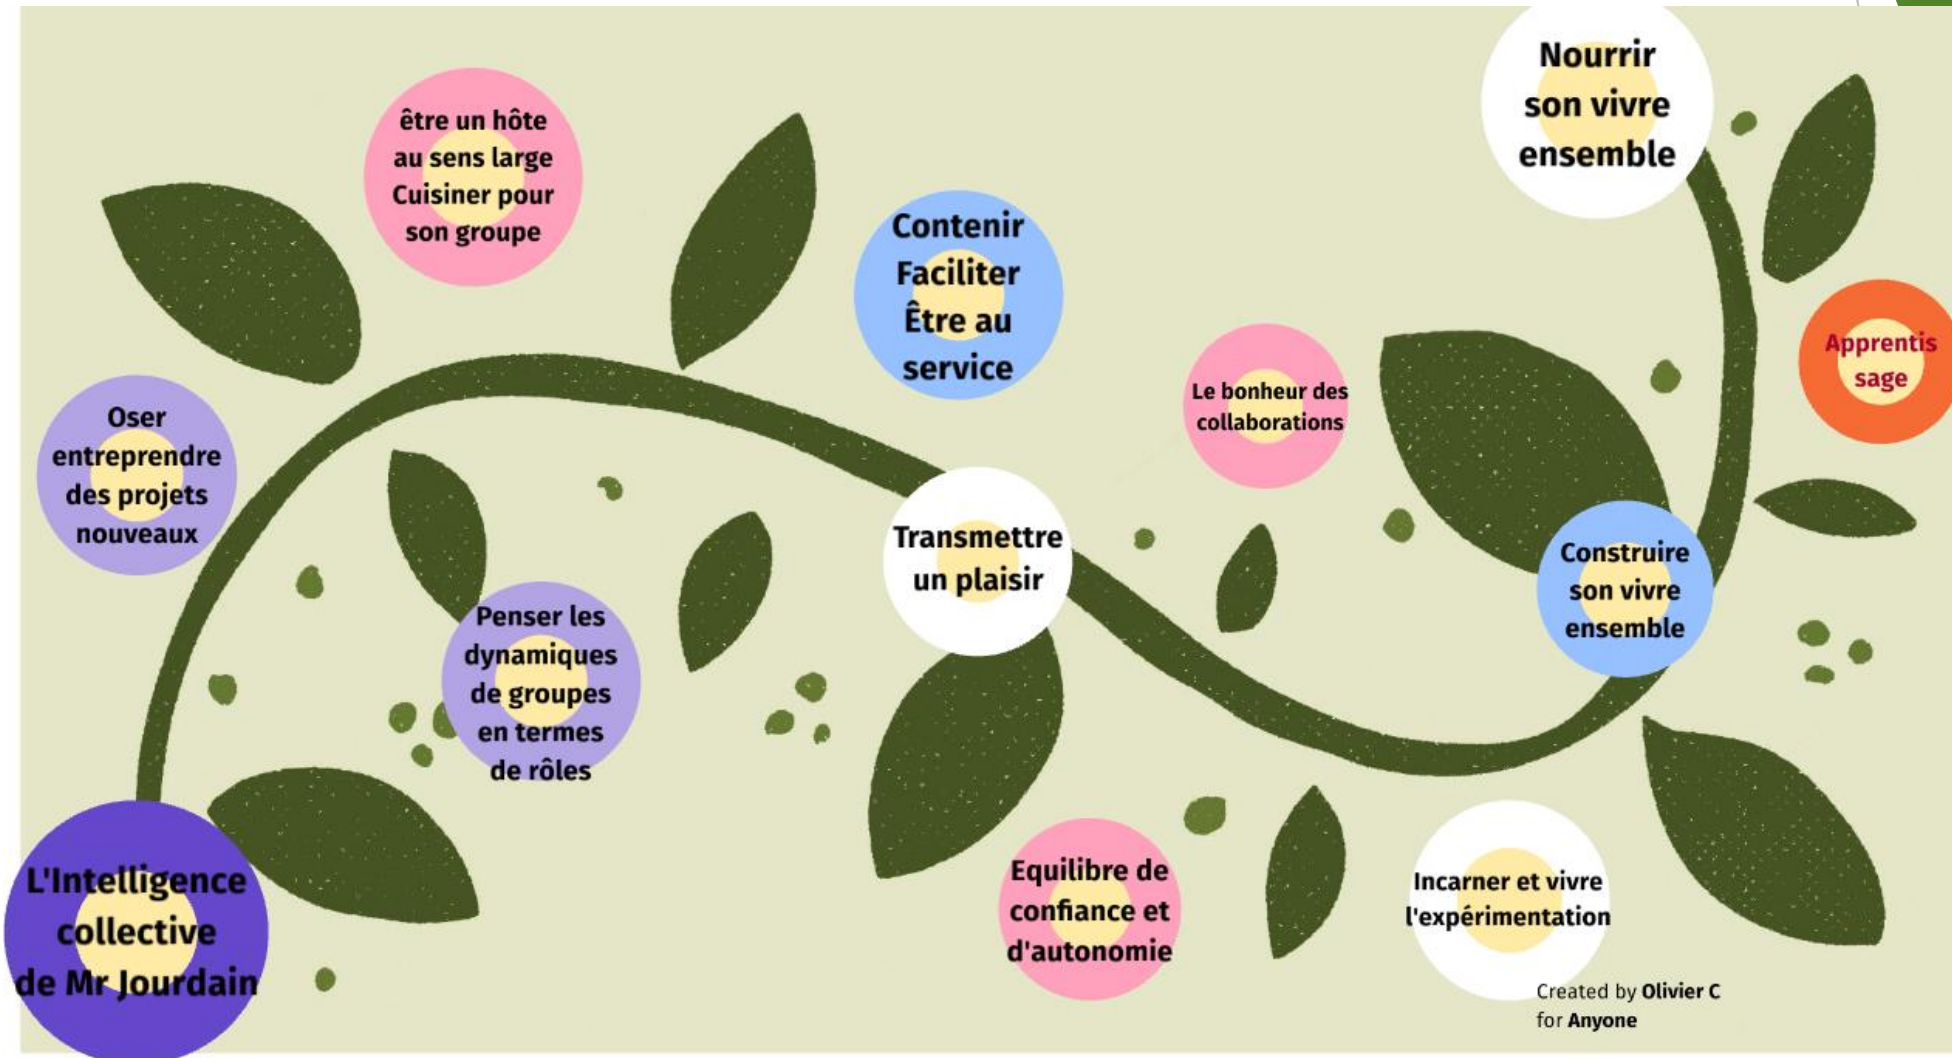 Nourrir
son vivre
ensemble
être un hôte
au sens large
Cuisiner pour
son groupe
Contenir
Faciliter
Être au
service
Apprentis
sage
Le bonheur des
collaborations
Oser
entreprendre
des projets
nouveaux
Transmettre
un plaisir
Construire
son vivre
ensemble
Penser les
dynamiques
de groupes
en termes
de rôles
L'Intelligence
collective
de Mr Jourdain
Equilibre de
confiance et
d'autonomie
Incarner et vivre
l'expérimentation
Created by Olivier C
for Anyone